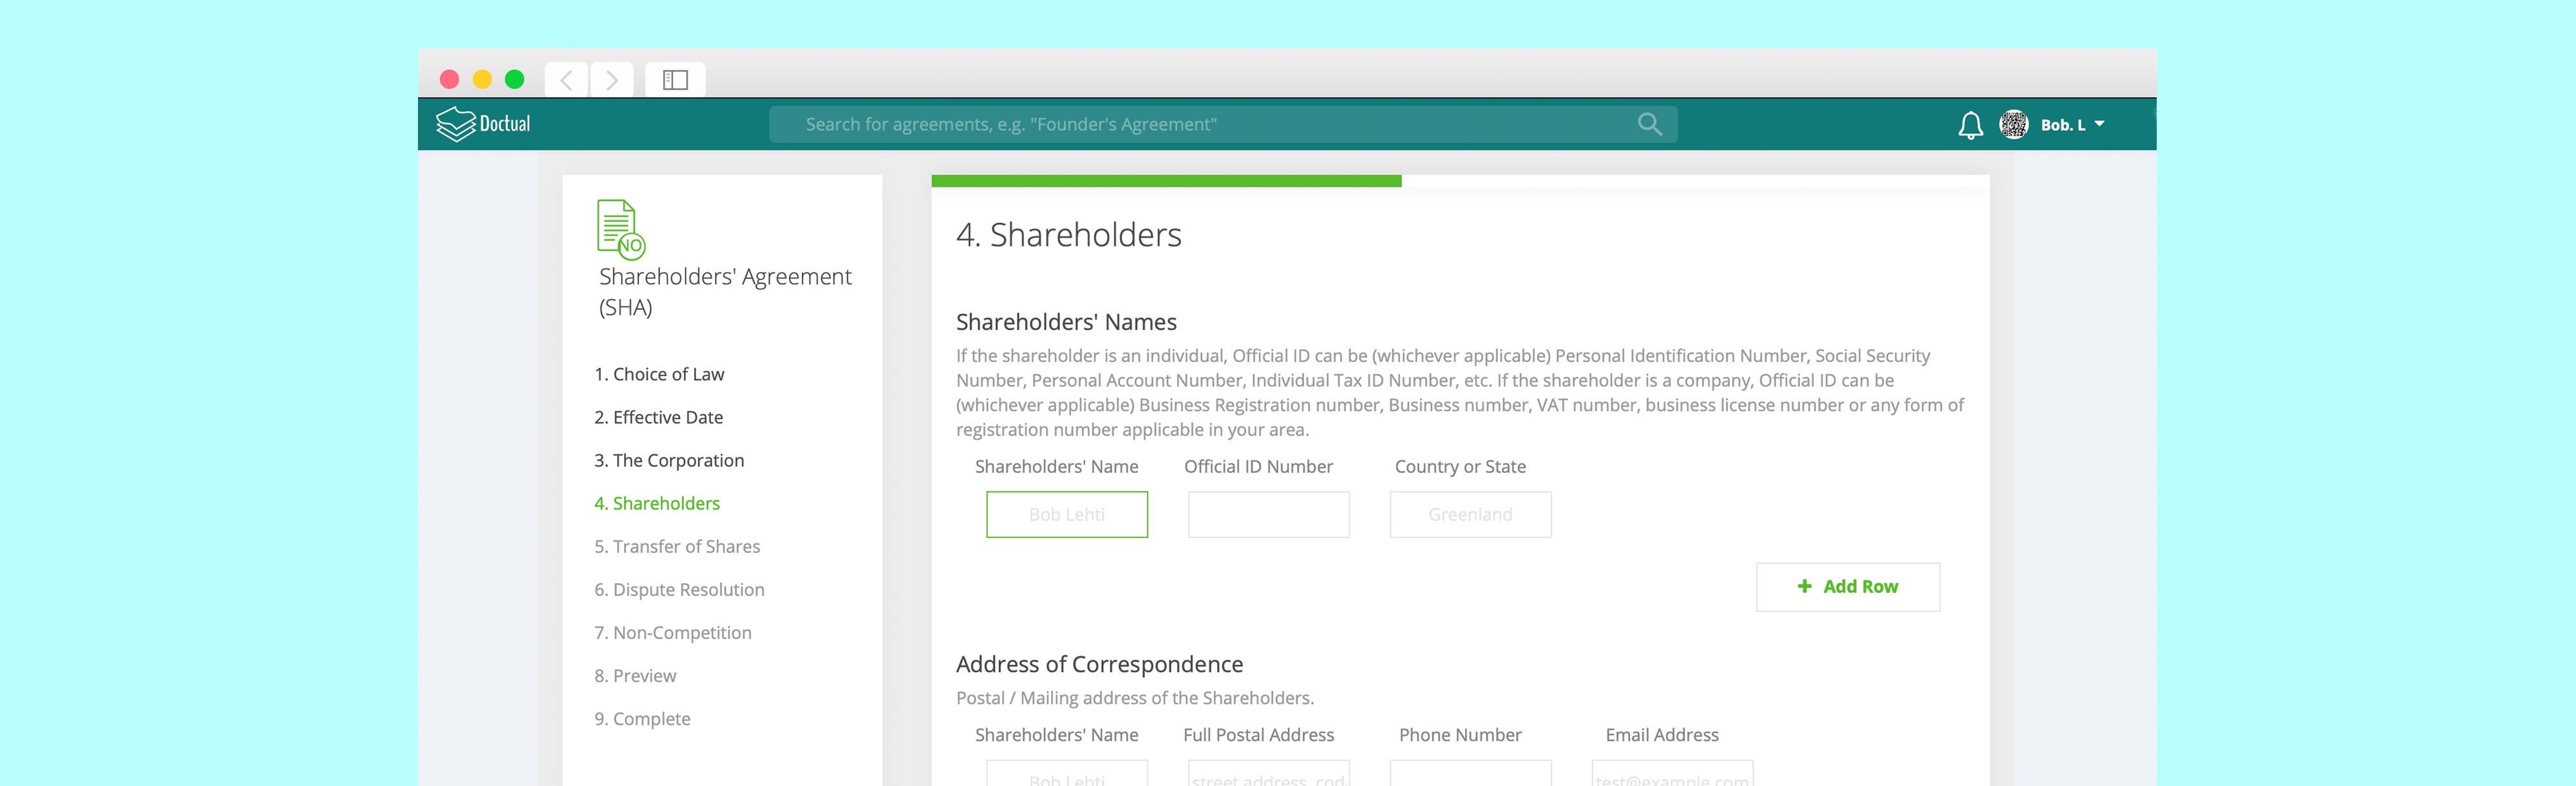 Doctual
Search for agreements, e.g. "Founder's Agreement"
Bob. L
NO
Shareholders' Agreement
(SHA)
1. Choice of Law
2. Effective Date
3. The Corporation
4. Shareholders
5. Transfer of Shares
6. Dispute Resolution
7. Non-Competition
8. Preview
9. Complete
4. Shareholders
Shareholders' Names
If the shareholder is an individual, Official ID can be (whichever applicable) Personal Identification Number, Social Security
Number, Personal Account Number, Individual Tax ID Number, etc. If the shareholder is a company, Official ID can be
(whichever applicable) Business Registration number, Business number, VAT number, business license number or any form of
registration number applicable in your area.
Shareholders' Name Official ID Number Country or State
Bob Lehti Greenland
+ Add Row
Address of Correspondence
Postal / Mailing address of the Shareholders.
Shareholders' Name Full Postal Address Phone Number Email Address
Bob Lehti street address, cod test@example.com